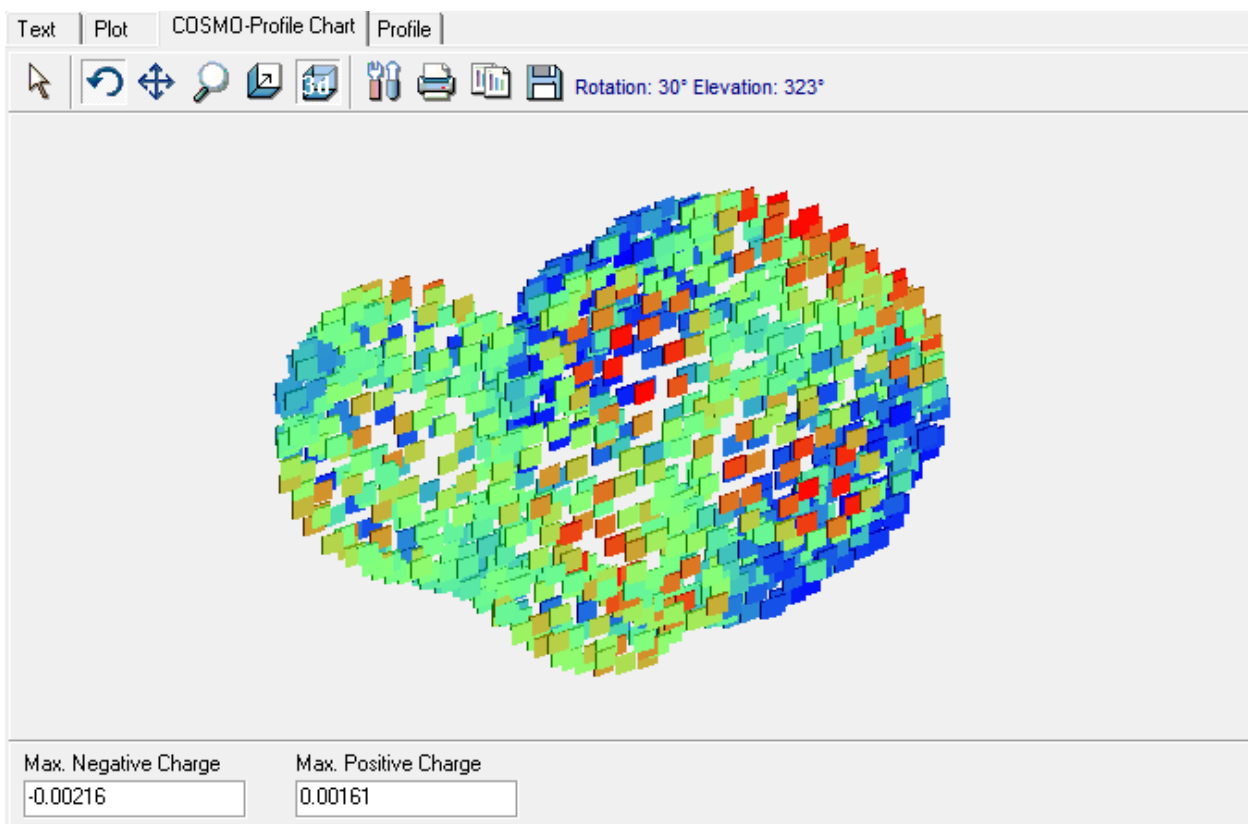 Text Plot COSMO-Profile Chart Profile
3d Rotation: 30° Elevation: 323°
Max. Negative Charge Max. Positive Charge
-0.00216 0.00161